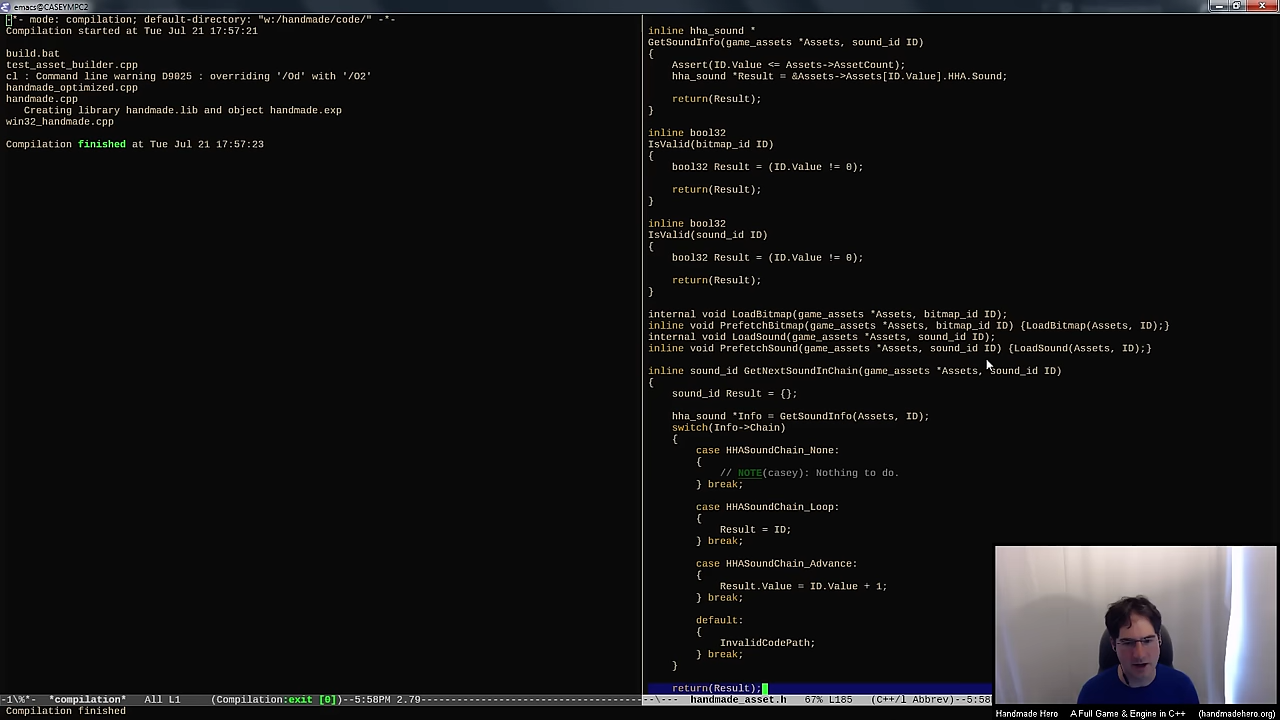 emacs@CASEYMPC2
-*- mode: compilation; default-directory: "w:/handmade/code/" -*-
Compilation started at Tue Jul 21 17:57:21
build.bat
test_asset_builder.cpp
cl : Command line warning D9025 : overriding '/Od' with '/O2'
handmade_optimized.cpp
handmade.cpp
   Creating library handmade.lib and object handmade.exp
win32_handmade.cpp
Compilation finished at Tue Jul 21 17:57:23
-1\%*-  *compilation*   All L1     (Compilation:exit [0])--5:58PM 2.79
Compilation finished
inline hha_sound *
GetSoundInfo(game_assets *Assets, sound_id ID)
{
    Assert(ID.Value <= Assets->AssetCount);
    hha_sound *Result = &Assets->Assets[ID.Value].HHA.Sound;
    return(Result);
}
inline bool32
IsValid(bitmap_id ID)
{
    bool32 Result = (ID.Value != 0);
    return(Result);
}
inline bool32
IsValid(sound_id ID)
{
    bool32 Result = (ID.Value != 0);
    return(Result);
}
internal void LoadBitmap(game_assets *Assets, bitmap_id ID);
inline void PrefetchBitmap(game_assets *Assets, bitmap_id ID) {LoadBitmap(Assets, ID);}
internal void LoadSound(game_assets *Assets, sound_id ID);
inline void PrefetchSound(game_assets *Assets, sound_id ID) {LoadSound(Assets, ID);}
inline sound_id GetNextSoundInChain(game_assets *Assets, sound_id ID)
{
    sound_id Result = {};
    hha_sound *Info = GetSoundInfo(Assets, ID);
    switch(Info->Chain)
    {
        case HHASoundChain_None:
        {
            // NOTE(casey): Nothing to do.
        } break;
        case HHASoundChain_Loop:
        {
            Result = ID;
        } break;
        case HHASoundChain_Advance:
        {
            Result.Value = ID.Value + 1;
        } break;
        default:
        {
            InvalidCodePath;
        } break;
    }
    return(Result);
-\---  handmade_asset.h   67% L185   (C++/l Abbrev)--5:58
Handmade Hero   A Full Game & Engine in C++   (handmadehero.org)